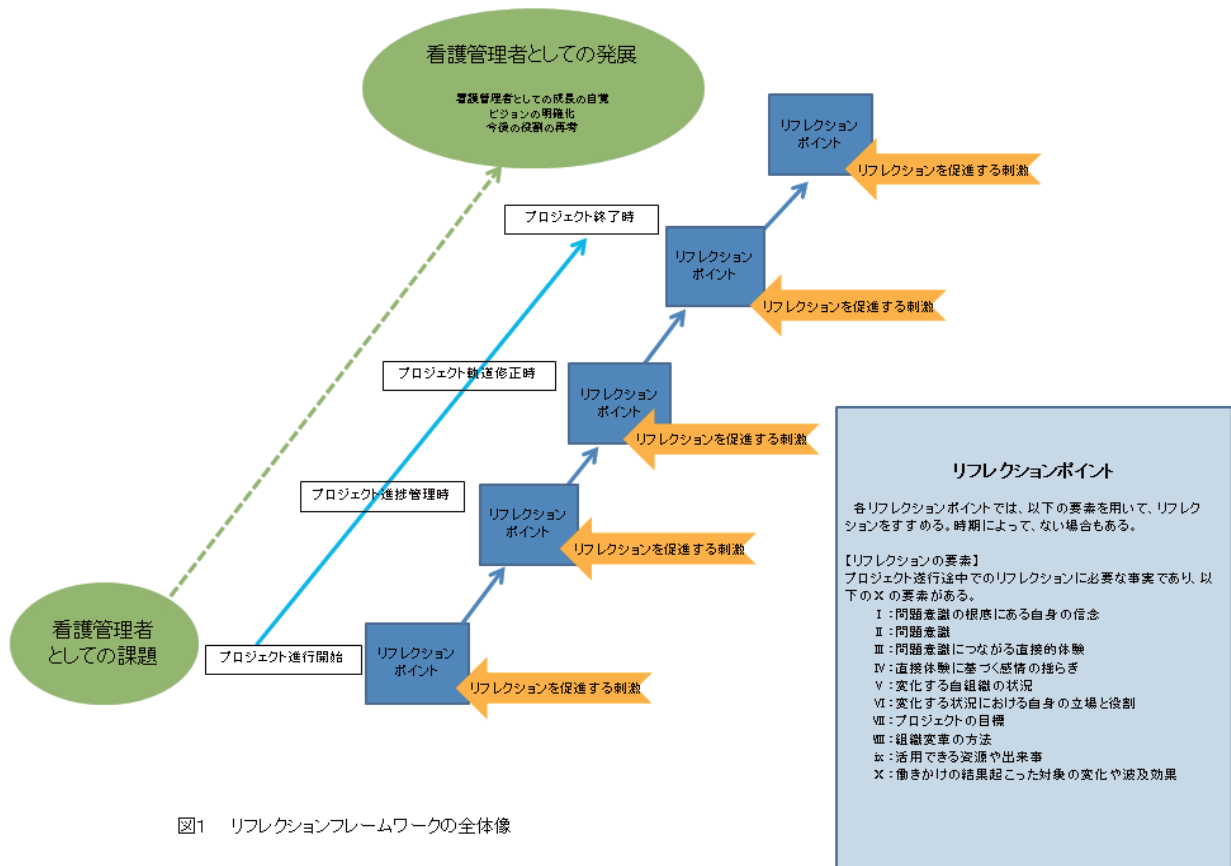 看護管理者としての発展
看護管理者としての成長の自覚
ビジョンの明確化
今後の役割の再考
リフレクション
ポイント
リフレクションを促進する刺激
プロジェクト終了時
リフレクション
ポイント
リフレクションを促進する刺激
プロジェクト軌道修正時
リフレクション
ポイント
リフレクションを促進する刺激
プロジェクト進捗管理時
リフレクション
ポイント
リフレクションを促進する刺激
看護管理者
としての課題
プロジェクト進行開始
リフレクション
ポイント
リフレクションを促進する刺激
リフレクションポイント
各リフレクションポイントでは、以下の要素を用いて、リフレク
ションをすすめる。時期によって、ない場合もある。
【リフレクションの要素】
プロジェクト遂行途中でのリフレクションに必要な事実であり、以
下のⅩの要素がある。
Ⅰ：問題意識の根底にある自身の信念
Ⅱ：問題意識
Ⅲ：問題意識につながる直接的体験
Ⅳ：直接体験に基づく感情の揺らぎ
Ⅴ：変化する自組織の状況
Ⅵ：変化する状況における自身の立場と役割
Ⅶ：プロジェクトの目標
Ⅷ：組織変革の方法
ⅸ：活用できる資源や出来事
Ⅹ：働きかけの結果起こった対象の変化や波及効果
図1　リフレクションフレームワークの全体像